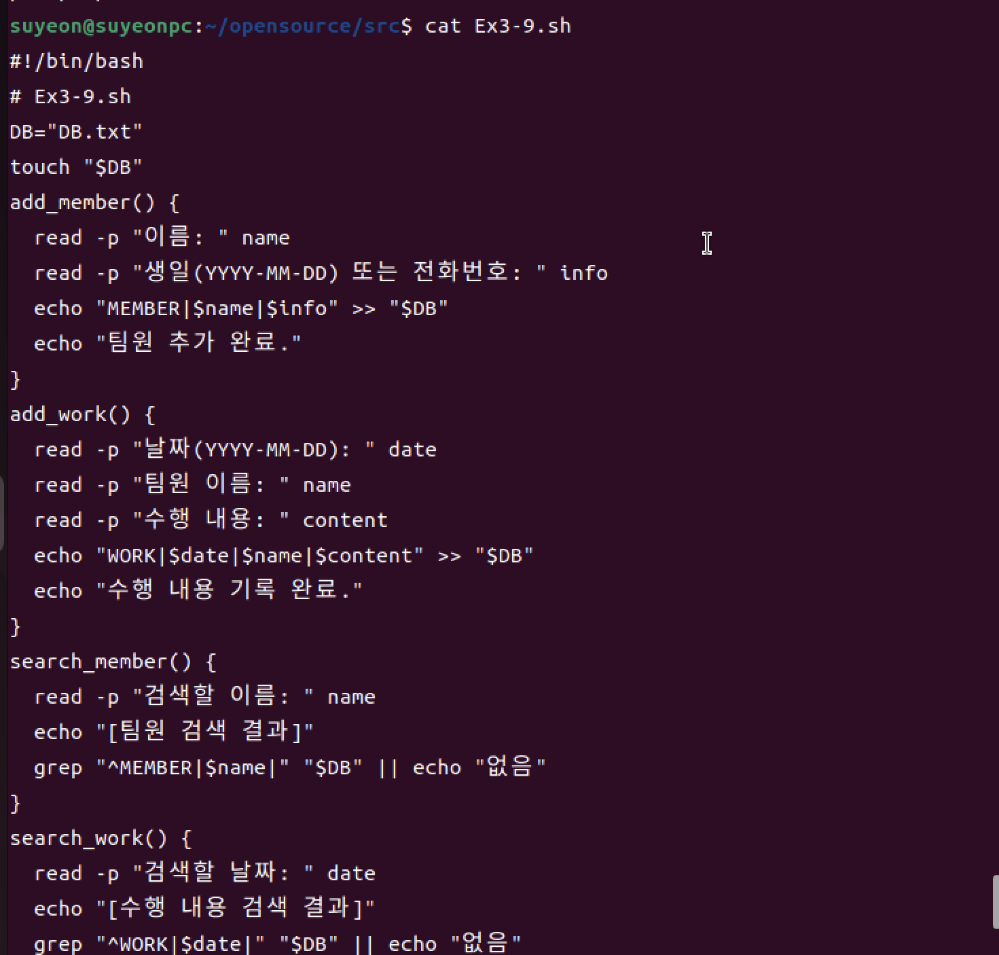 suyeon@suyeonpc:~/opensource/src$ cat Ex3-9.sh
#!/bin/bash
# Ex3-9.sh
DB="DB.txt"
touch "$DB"
add_member() {
  read -p "이름: " name
  read -p "생일(YYYY-MM-DD) 또는 전화번호: " info
  echo "MEMBER|$name|$info" >> "$DB"
  echo "팀원 추가 완료."
}
add_work() {
  read -p "날짜(YYYY-MM-DD): " date
  read -p "팀원 이름: " name
  read -p "수행 내용: " content
  echo "WORK|$date|$name|$content" >> "$DB"
  echo "수행 내용 기록 완료."
}
search_member() {
  read -p "검색할 이름: " name
  echo "[팀원 검색 결과]"
  grep "^MEMBER|$name|" "$DB" || echo "없음"
}
search_work() {
  read -p "검색할 날짜: " date
  echo "[수행 내용 검색 결과]"
  grep "^WORK|$date|" "$DB" || echo "없음"